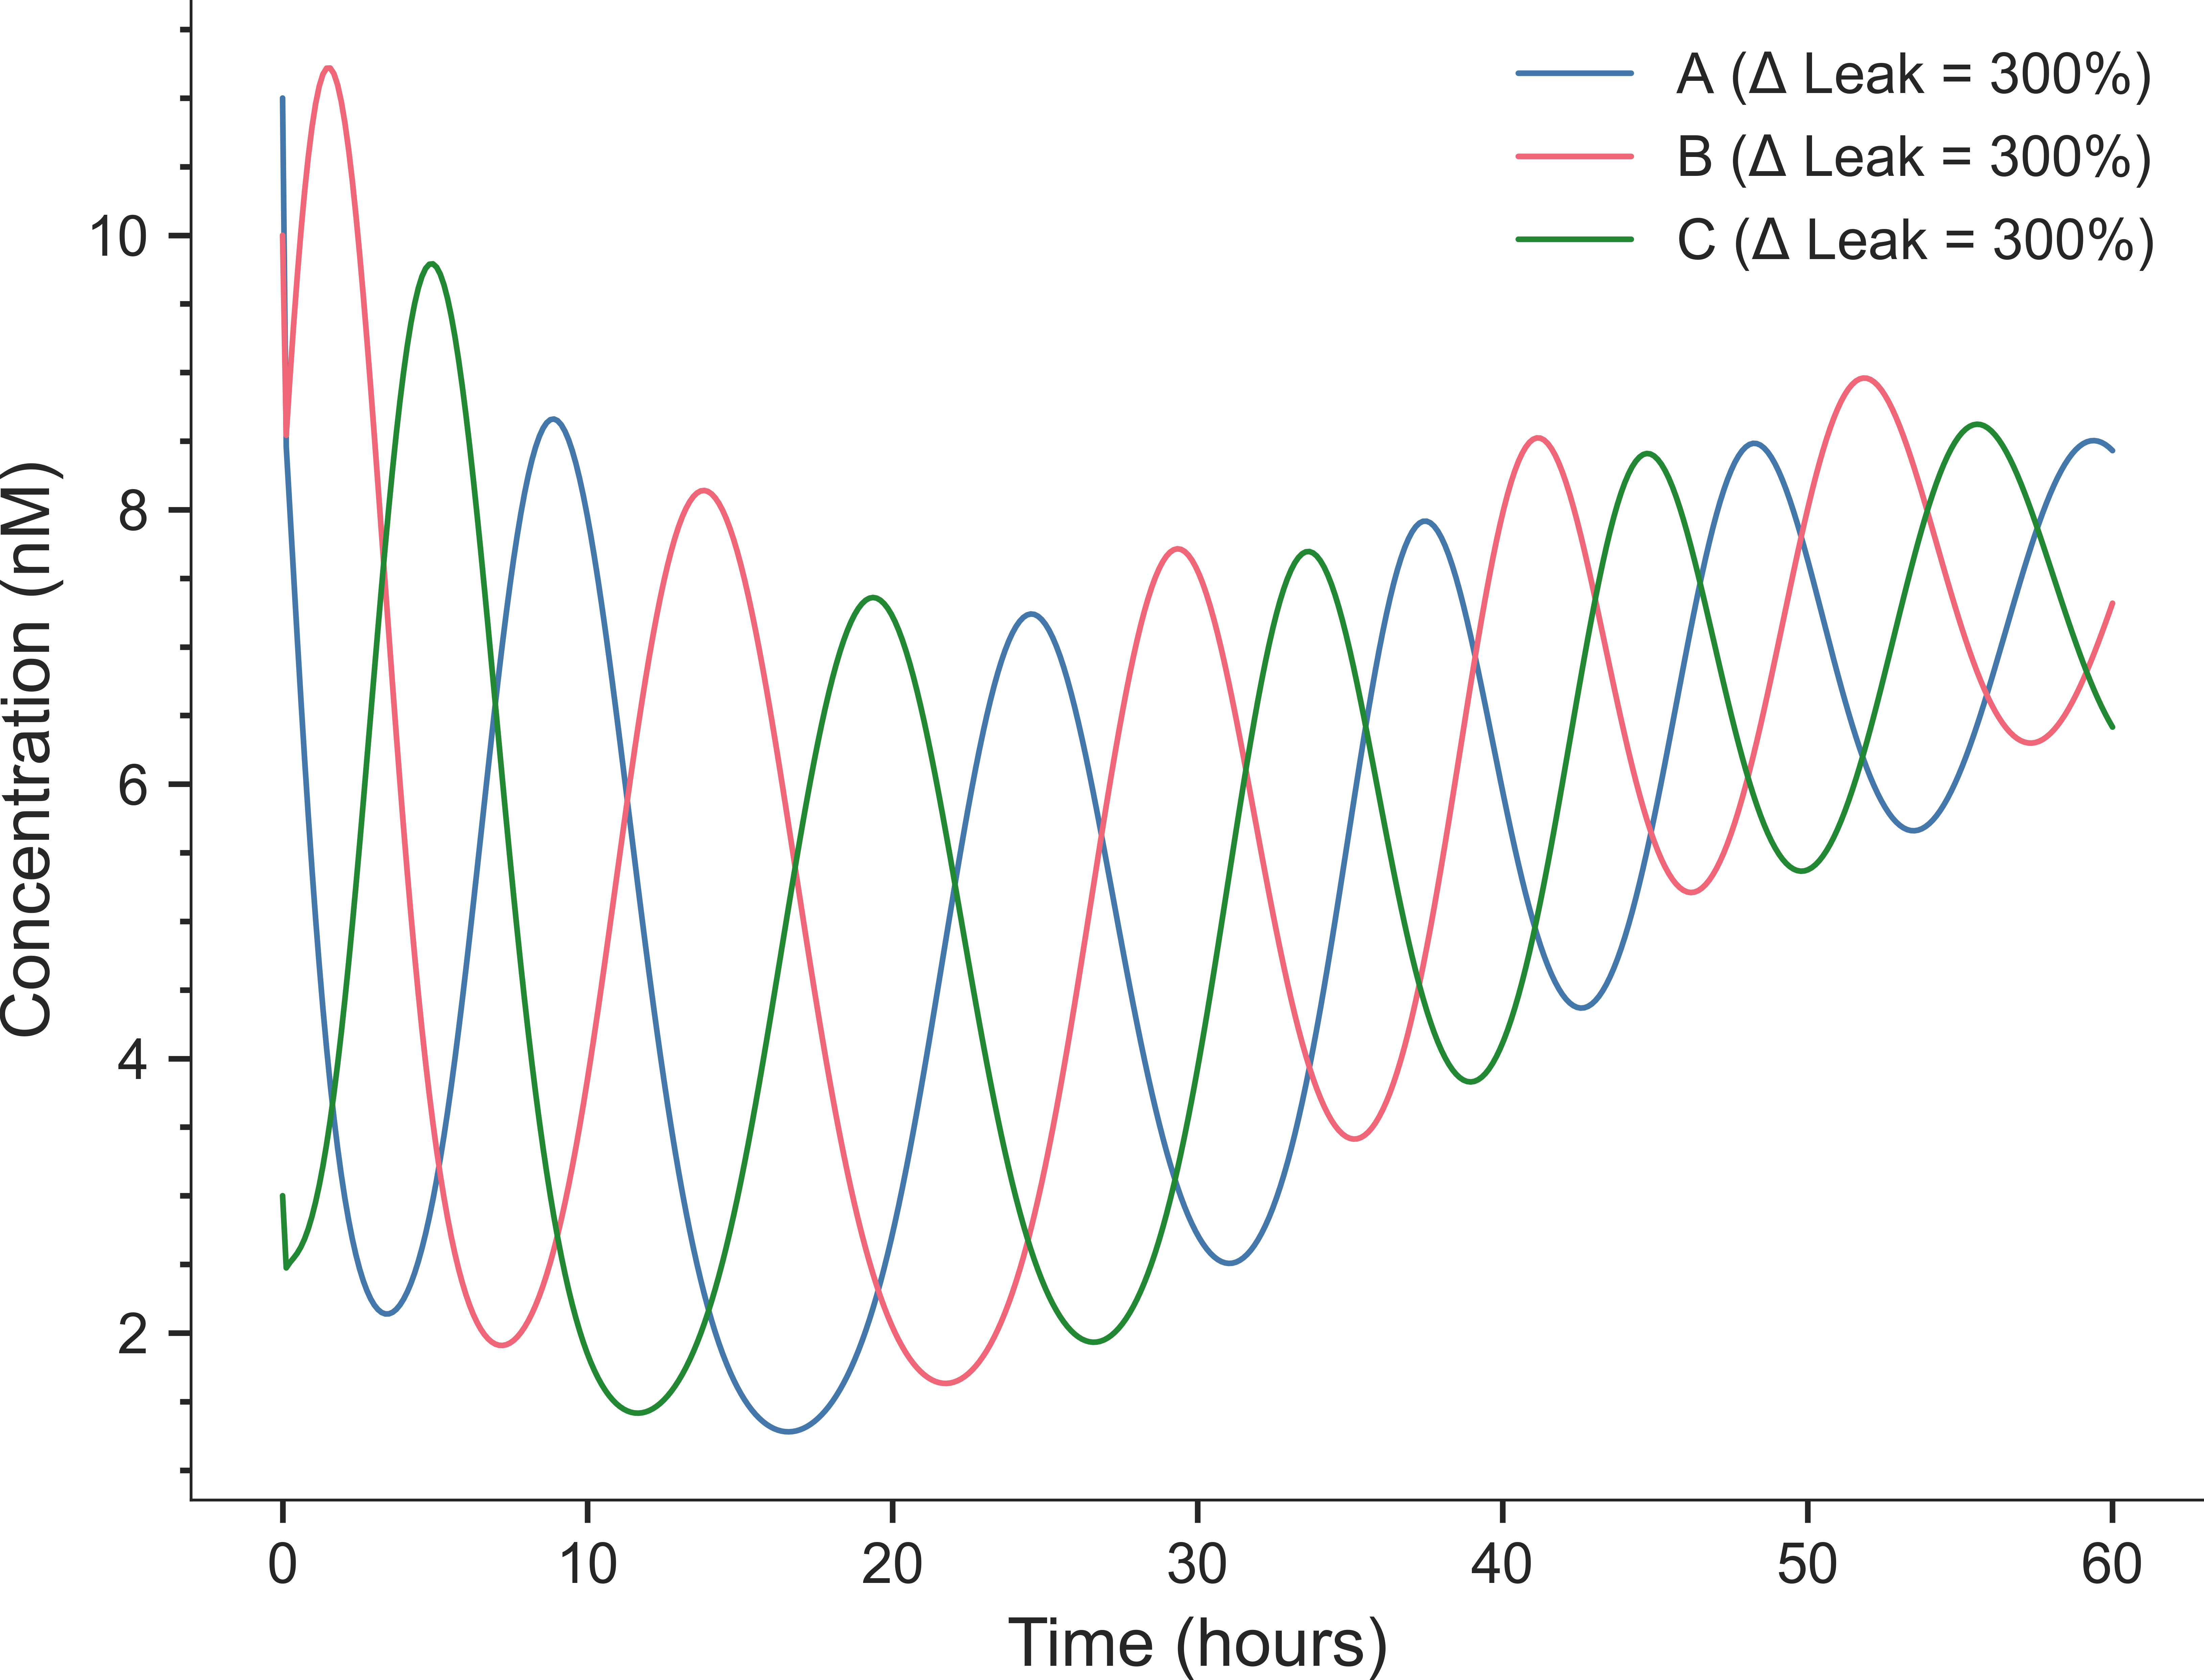 A (Δ Leak = 300%)
B (Δ Leak = 300%)
C (Δ Leak = 300%)
Concentration (nM)
10
8
6
4
2
0 10 20 30 40 50 60
Time (hours)